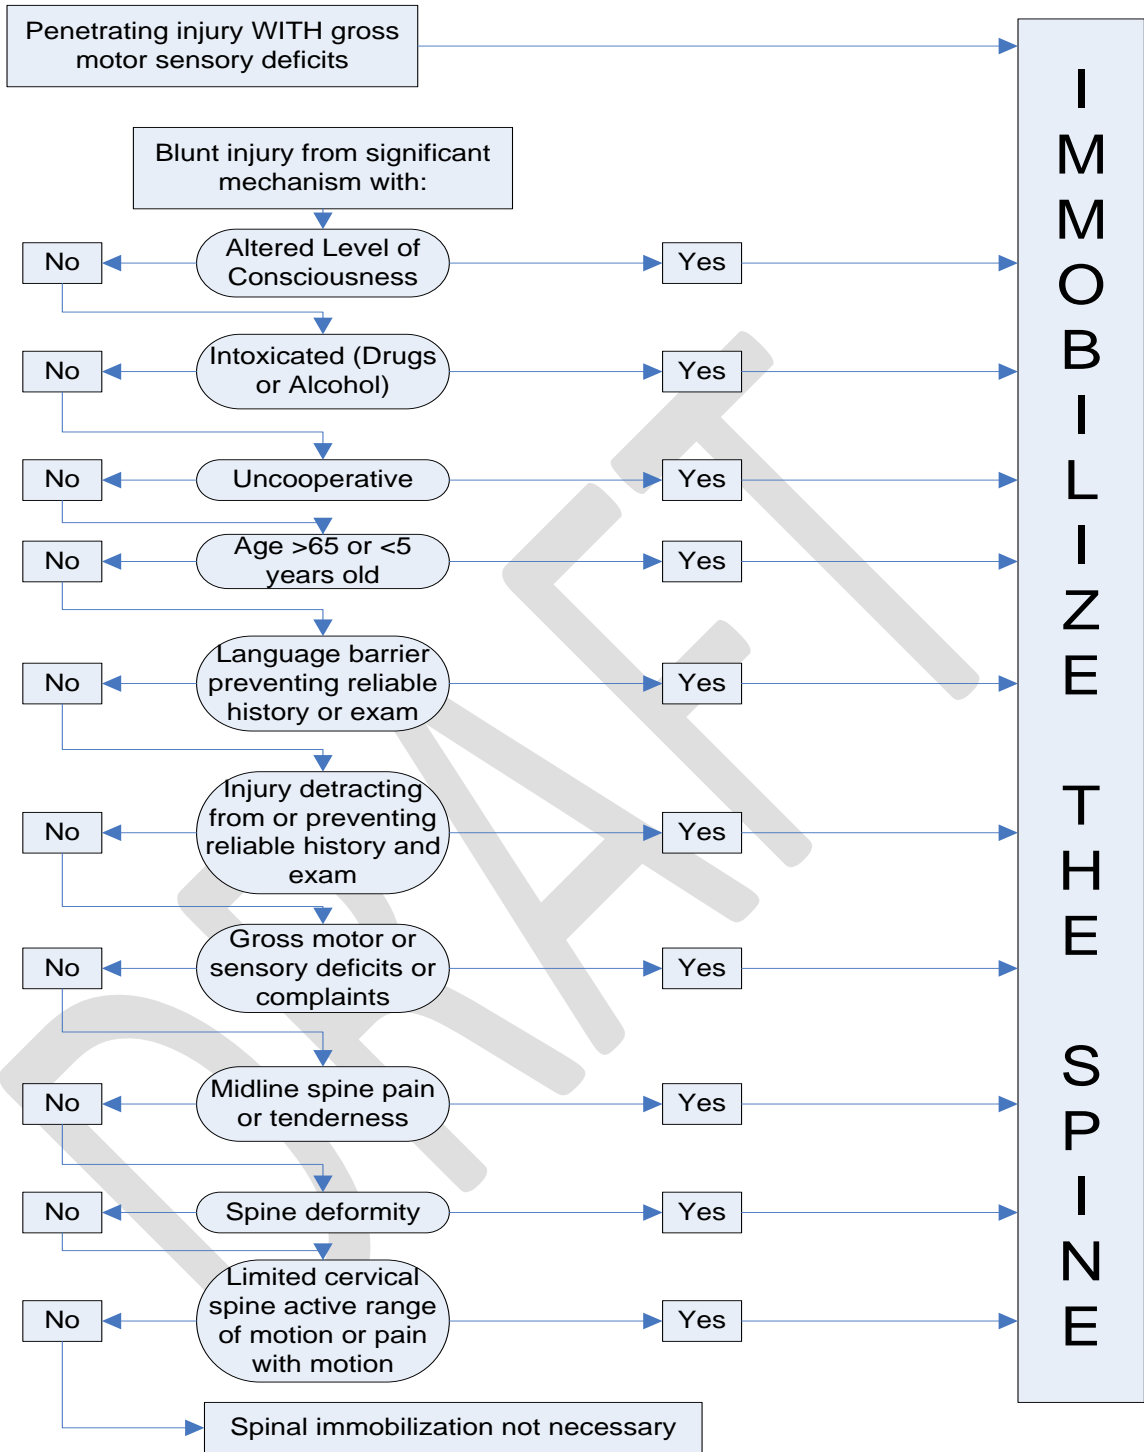 Penetrating injury WITH gross
motor sensory deficits
Blunt injury from significant
mechanism with:
No
Altered Level of
Consciousness
Yes
No
Intoxicated (Drugs
or Alcohol)
Yes
No
Uncooperative
Yes
No
Age >65 or <5
years old
Yes
No
Language barrier
preventing reliable
history or exam
Yes
No
Injury detracting
from or preventing
reliable history and
exam
Yes
No
Gross motor or
sensory deficits or
complaints
Yes
No
Midline spine pain
or tenderness
Yes
No
Spine deformity
Yes
No
Limited cervical
spine active range
of motion or pain
with motion
Yes
Spinal immobilization not necessary
IMMOBILIZE THE SPINE
DRAFT